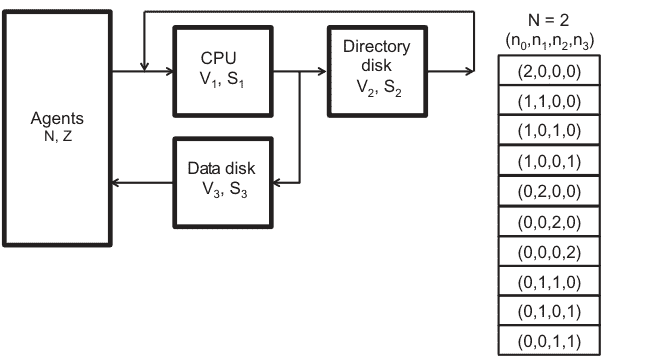 Agents
N, Z
CPU
V₁, S₁
Directory
disk
V₂, S₂
Data disk
V₃, S₃
N = 2
(n₀,n₁,n₂,n₃)
(2,0,0,0)
(1,1,0,0)
(1,0,1,0)
(1,0,0,1)
(0,2,0,0)
(0,0,2,0)
(0,0,0,2)
(0,1,1,0)
(0,1,0,1)
(0,0,1,1)